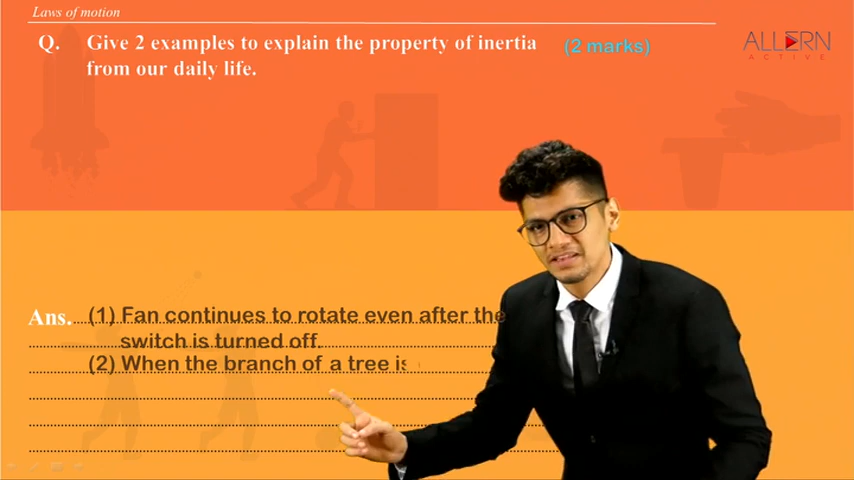 Laws of motion
Q. Give 2 examples to explain the property of inertia (2 marks)
from our daily life.
ALLERN
ACTIVE
Ans. (1) Fan continues to rotate even after the
switch is turned off.
(2) When the branch of a tree is